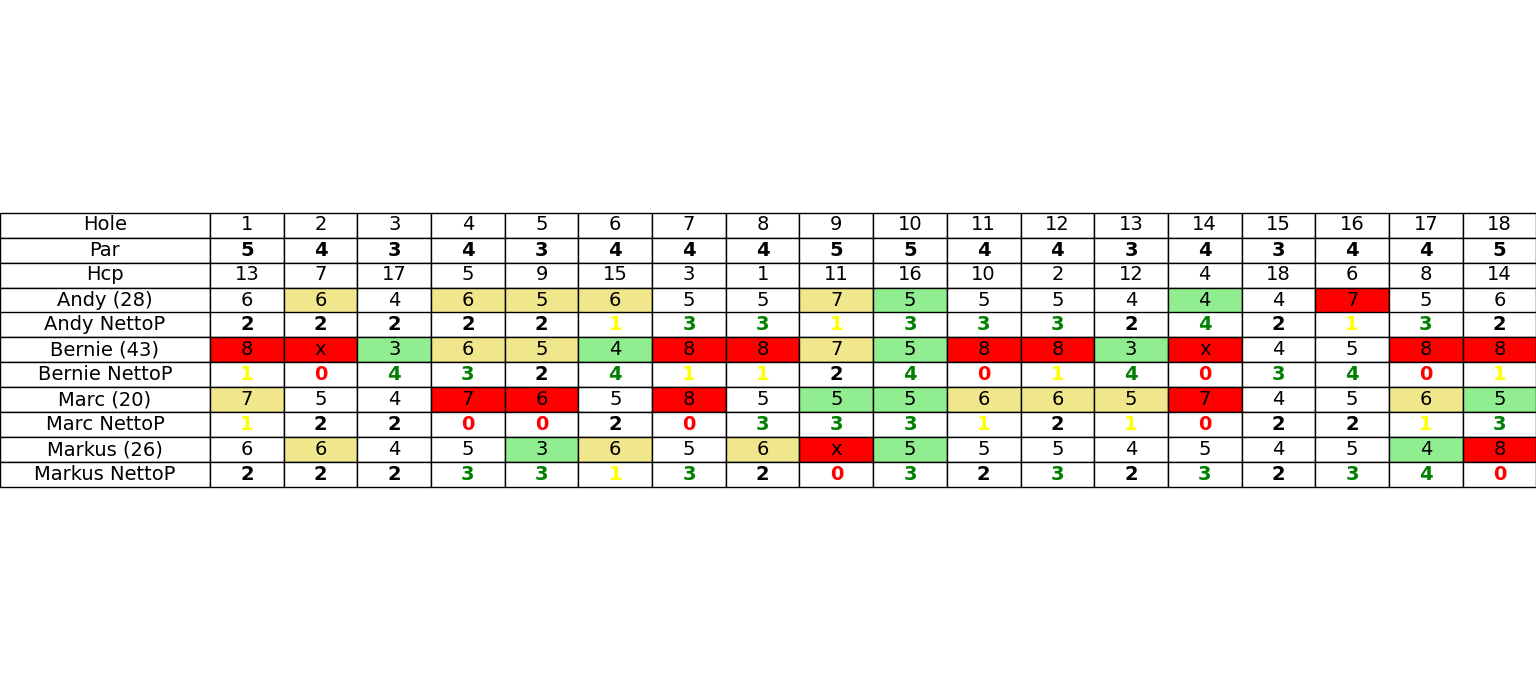 Hole 1 2 3 4 5 6 7 8 9 10 11 12 13 14 15 16 17 18
Par 5 4 3 4 3 4 4 4 5 5 4 4 3 4 3 4 4 5
Hcp 13 7 17 5 9 15 3 1 11 16 10 2 12 4 18 6 8 14
Andy (28) 6 6 4 6 5 6 5 5 7 5 5 5 4 4 4 7 5 6
Andy NettoP 2 2 2 2 2 1 3 3 1 3 3 3 2 4 2 1 3 2
Bernie (43) 8 x 3 6 5 4 8 8 7 5 8 8 3 x 4 5 8 8
Bernie NettoP 1 0 4 3 2 4 1 1 2 4 0 1 4 0 3 4 0 1
Marc (20) 7 5 4 7 6 5 8 5 5 5 6 6 5 7 4 5 6 5
Marc NettoP 1 2 2 0 0 2 0 3 3 3 1 2 1 0 2 2 1 3
Markus (26) 6 6 4 5 3 6 5 6 x 5 5 5 4 5 4 5 4 8
Markus NettoP 2 2 2 3 3 1 3 2 0 3 2 3 2 3 2 3 4 0